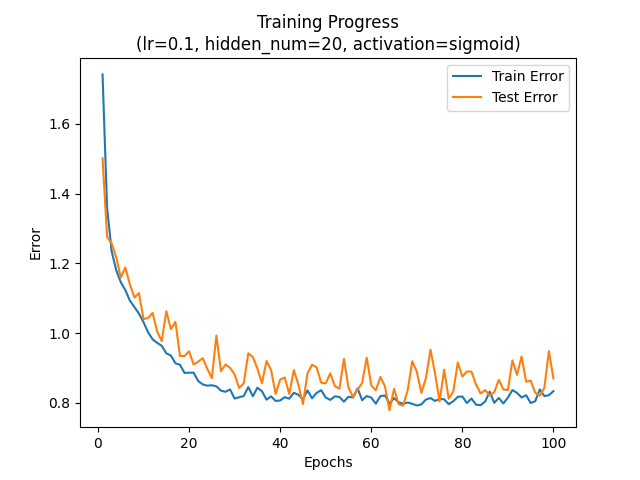 Training Progress
(lr=0.1, hidden_num=20, activation=sigmoid)
Train Error
Test Error
1.6
1.4
1.2
1.0
0.8
Error
0 20 40 60 80 100
Epochs